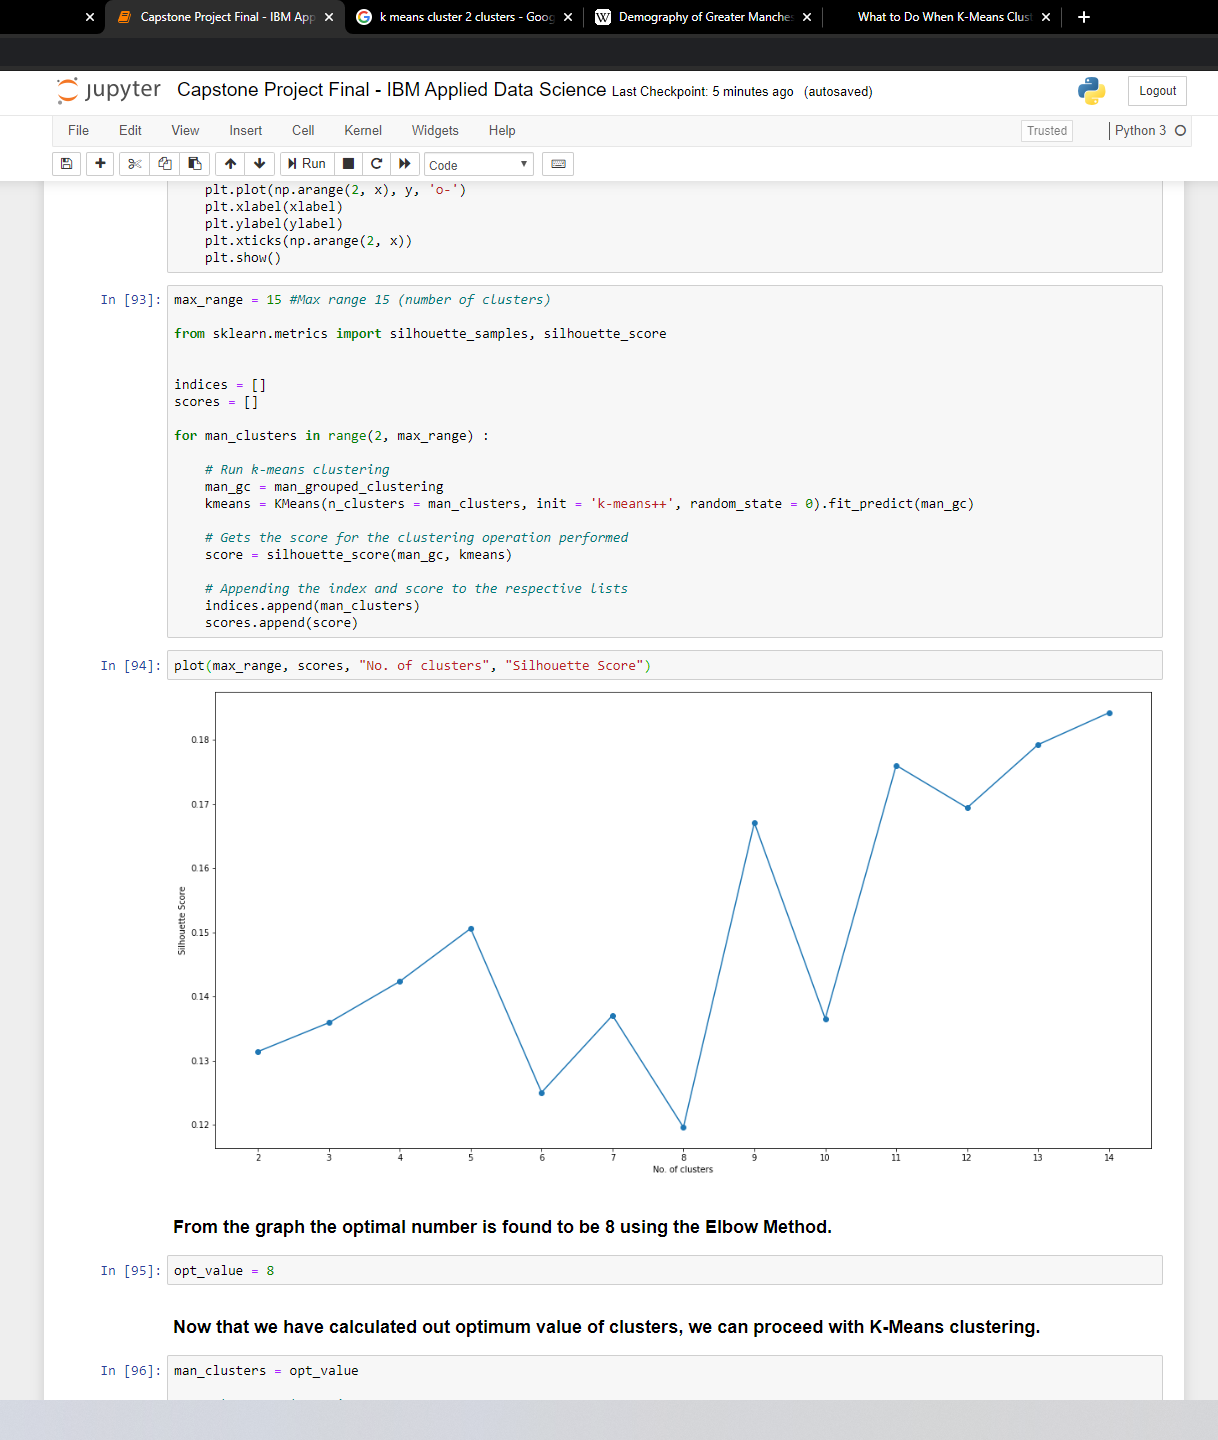 Capstone Project Final - IBM App
k means cluster 2 clusters - Goog
W Demography of Greater Manches
What to Do When K-Means Clust
jupyter Capstone Project Final - IBM Applied Data Science Last Checkpoint: 5 minutes ago (autosaved)
Logout
File Edit View Insert Cell Kernel Widgets Help
Trusted
Python 3
Run
Code
plt.plot(np.arange(2, x), y, 'o-')
plt.xlabel(xlabel)
plt.ylabel(ylabel)
plt.xticks(np.arange(2, x))
plt.show()
In [93]: max_range = 15 #Max range 15 (number of clusters)
from sklearn.metrics import silhouette_samples, silhouette_score
indices = []
scores = []
for man_clusters in range(2, max_range) :
# Run k-means clustering
man_gc = man_grouped_clustering
kmeans = KMeans(n_clusters = man_clusters, init = 'k-means++', random_state = 0).fit_predict(man_gc)
# Gets the score for the clustering operation performed
score = silhouette_score(man_gc, kmeans)
# Appending the index and score to the respective lists
indices.append(man_clusters)
scores.append(score)
In [94]: plot(max_range, scores, "No. of clusters", "Silhouette Score")
0.18
0.17
0.16
0.15
0.14
0.13
0.12
Silhouette Score
2 3 4 5 6 7 8 9 10 11 12 13 14
No. of clusters
From the graph the optimal number is found to be 8 using the Elbow Method.
In [95]: opt_value = 8
Now that we have calculated out optimum value of clusters, we can proceed with K-Means clustering.
In [96]: man_clusters = opt_value